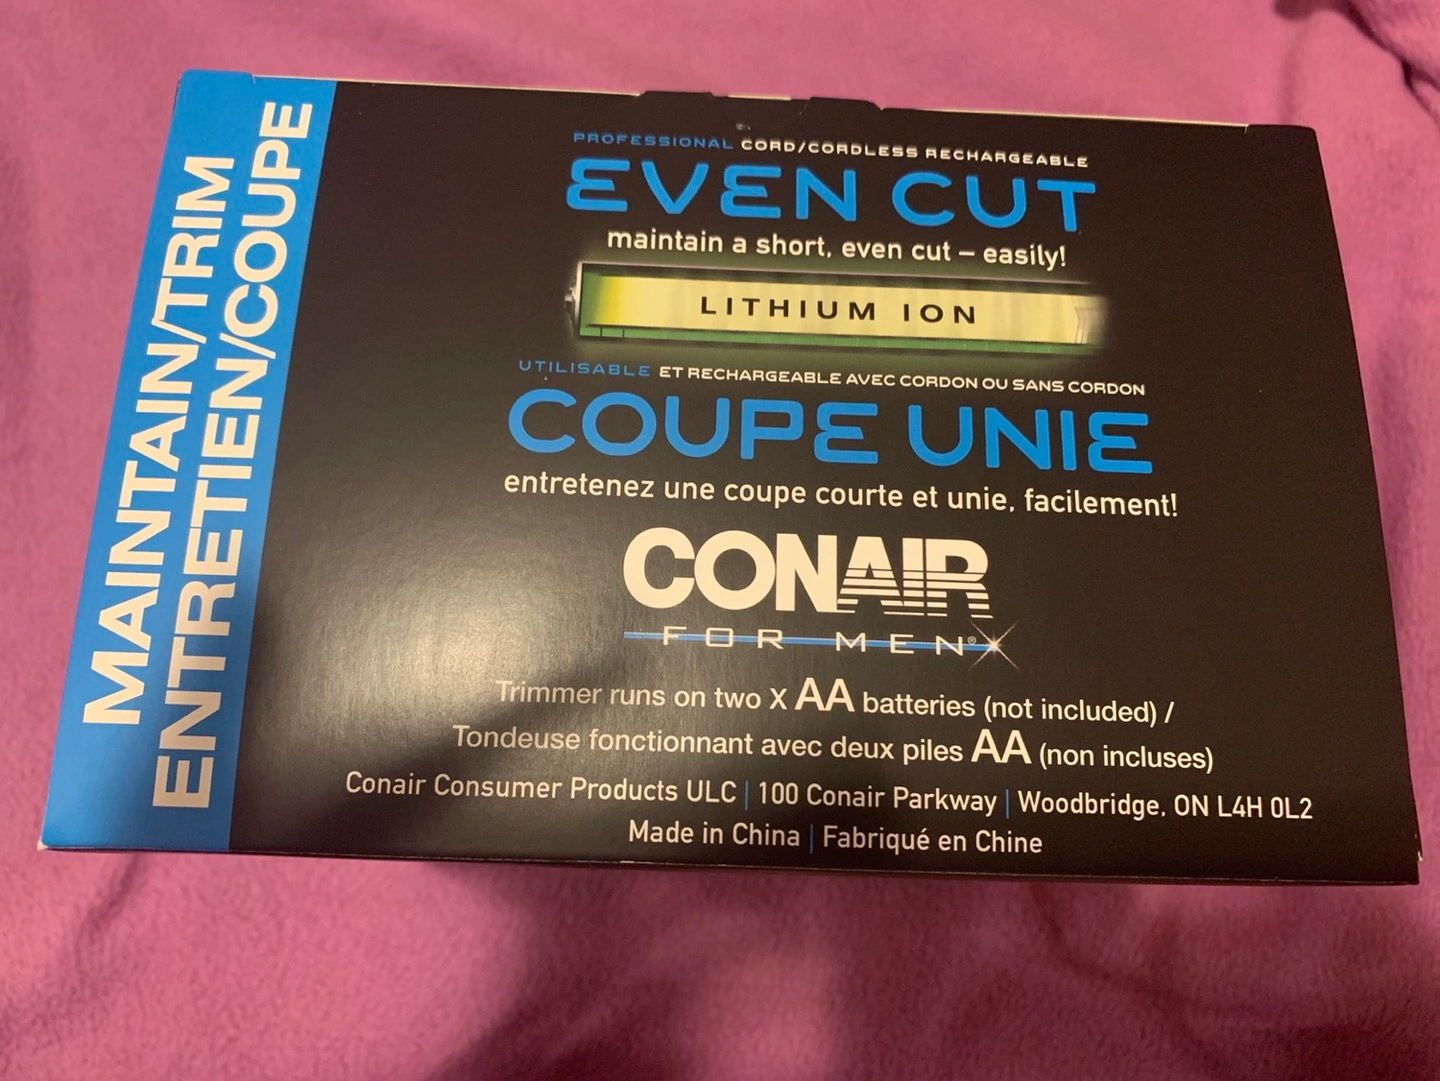 MAINTAIN/TRIM
ENTRETIEN/COUPE
PROFESSIONAL CORD/CORDLESS RECHARGEABLE
EVEN CUT
maintain a short, even cut – easily!
LITHIUM ION
UTILISABLE ET RECHARGEABLE AVEC CORDON OU SANS CORDON
COUPE UNIE
entretenez une coupe courte et unie, facilement!
CONAIR
FOR MEN®
Trimmer runs on two x AA batteries (not included) /
Tondeuse fonctionnant avec deux piles AA (non incluses)
Conair Consumer Products ULC | 100 Conair Parkway | Woodbridge, ON L4H 0L2
Made in China | Fabriqué en Chine